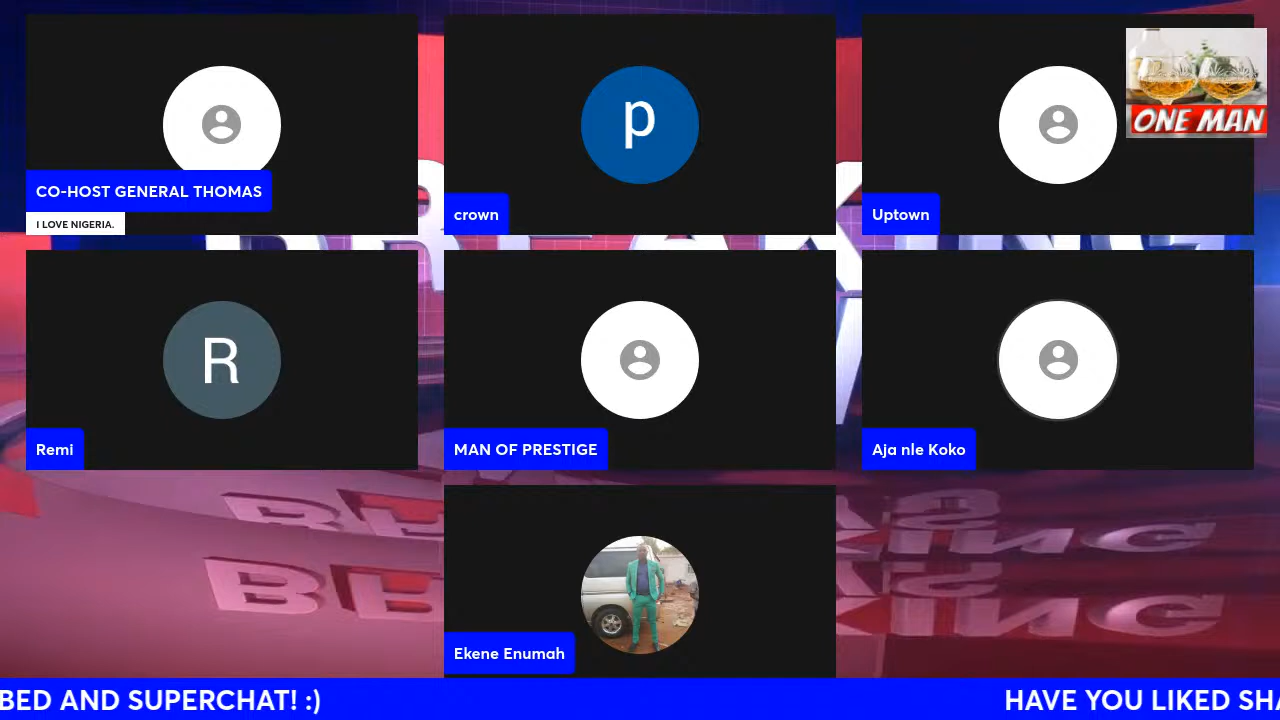 ONE MAN
p
CO-HOST GENERAL THOMAS
I LOVE NIGERIA.
crown
Uptown
R
Remi
MAN OF PRESTIGE
Aja nle Koko
Ekene Enumah
BED AND SUPERCHAT! :)
HAVE YOU LIKED SHA